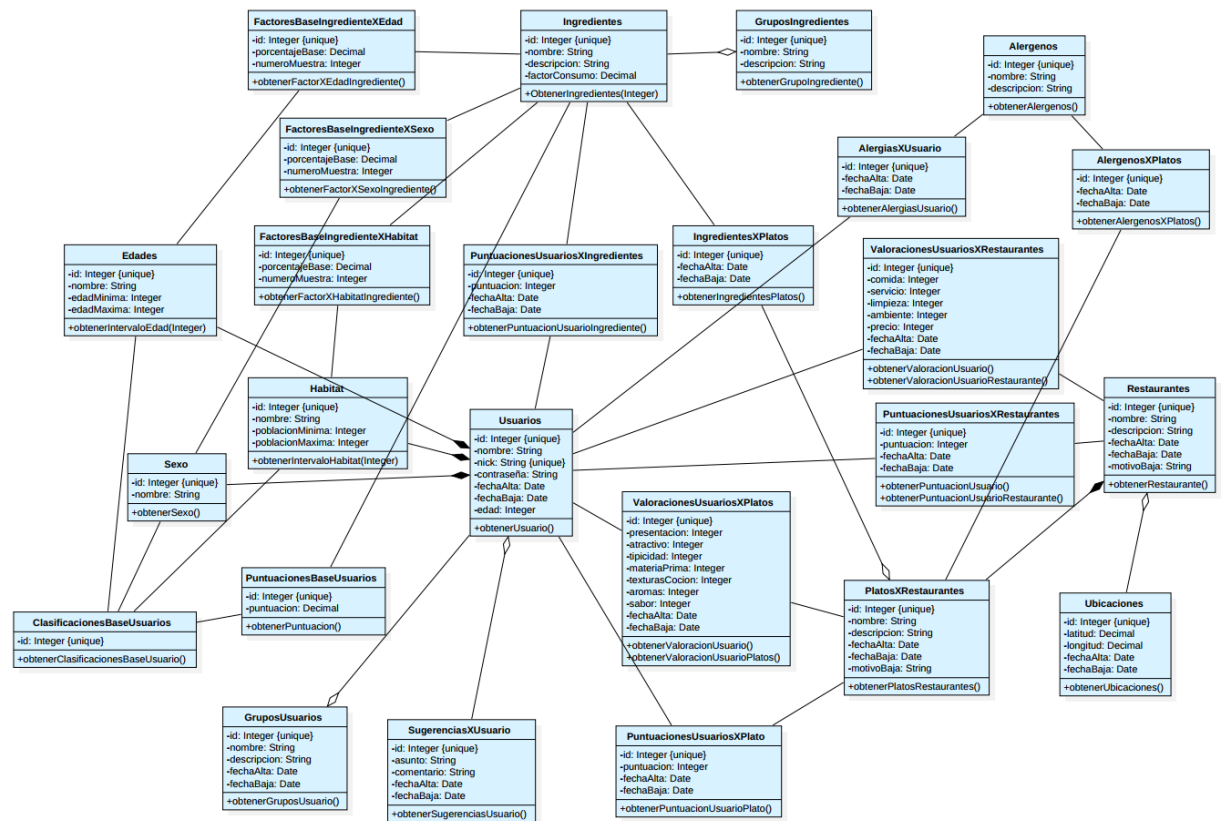 FactoresBaseIngredienteXEdad
-id: Integer {unique}
-porcentajeBase: Decimal
-numeroMuestra: Integer
+obtenerFactorXEdadIngrediente()
Ingredientes
-id: Integer {unique}
-nombre: String
-descripcion: String
-factorConsumo: Decimal
+ObtenerIngredientes(Integer)
GruposIngredientes
-id: Integer {unique}
-nombre: String
-descripcion: String
+obtenerGrupoIngrediente()
Alergenos
-id: Integer {unique}
-nombre: String
-descripcion: String
+obtenerAlergenos()
FactoresBaseIngredienteXSexo
-id: Integer {unique}
-porcentajeBase: Decimal
-numeroMuestra: Integer
+obtenerFactorXSexoIngrediente()
AlergiasXUsuario
-id: Integer {unique}
-fechaAlta: Date
-fechaBaja: Date
+obtenerAlergiasUsuario()
AlergenosXPlatos
-id: Integer {unique}
-fechaAlta: Date
-fechaBaja: Date
+obtenerAlergenosXPlatos()
Edades
-id: Integer {unique}
-nombre: String
-edadMinima: Integer
-edadMaxima: Integer
+obtenerIntervaloEdad(Integer)
FactoresBaseIngredienteXHabitat
-id: Integer {unique}
-porcentajeBase: Decimal
-numeroMuestra: Integer
+obtenerFactorXHabitatIngrediente()
PuntuacionesUsuariosXIngredientes
-id: Integer {unique}
-puntuacion: Integer
-fechaAlta: Date
-fechaBaja: Date
+obtenerPuntuacionUsuarioIngrediente()
IngredientesXPlatos
-id: Integer {unique}
-fechaAlta: Date
-fechaBaja: Date
+obtenerIngredientesPlatos()
ValoracionesUsuariosXRestaurantes
-id: Integer {unique}
-comida: Integer
-servicio: Integer
-limpieza: Integer
-ambiente: Integer
-precio: Integer
-fechaAlta: Date
-fechaBaja: Date
+obtenerValoracionUsuario()
+obtenerValoracionUsuarioRestaurante()
Habitat
-id: Integer {unique}
-nombre: String
-poblacionMinima: Integer
-poblacionMaxima: Integer
+obtenerIntervaloHabitat(Integer)
Usuarios
-id: Integer {unique}
-nombre: String
-nick: String {unique}
-contraseña: String
-fechaAlta: Date
-fechaBaja: Date
-edad: Integer
+obtenerUsuario()
PuntuacionesUsuariosXRestaurantes
-id: Integer {unique}
-puntuacion: Integer
-fechaAlta: Date
-fechaBaja: Date
+obtenerPuntuacionUsuario()
+obtenerPuntuacionUsuarioRestaurante()
Restaurantes
-id: Integer {unique}
-nombre: String
-descripcion: String
-fechaAlta: Date
-fechaBaja: Date
-motivoBaja: String
+obtenerRestaurante()
Sexo
-id: Integer {unique}
-nombre: String
+obtenerSexo()
ValoracionesUsuariosXPlatos
-id: Integer {unique}
-presentacion: Integer
-atractivo: Integer
-tipicidad: Integer
-materiaPrima: Integer
-texturasCocion: Integer
-aromas: Integer
-sabor: Integer
-fechaAlta: Date
-fechaBaja: Date
+obtenerValoracionUsuario()
+obtenerValoracionUsuarioPlatos()
PuntuacionesBaseUsuarios
-id: Integer {unique}
-puntuacion: Decimal
+obtenerPuntuacion()
PlatosXRestaurantes
-id: Integer {unique}
-nombre: String
-descripcion: String
-fechaAlta: Date
-fechaBaja: Date
-motivoBaja: String
+obtenerPlatosRestaurantes()
Ubicaciones
-id: Integer {unique}
-latitud: Decimal
-longitud: Decimal
-fechaAlta: Date
-fechaBaja: Date
+obtenerUbicaciones()
ClasificacionesBaseUsuarios
-id: Integer {unique}
+obtenerClasificacionesBaseUsuario()
GruposUsuarios
-id: Integer {unique}
-nombre: String
-descripcion: String
-fechaAlta: Date
-fechaBaja: Date
+obtenerGruposUsuario()
SugerenciasXUsuario
-id: Integer {unique}
-asunto: String
-comentario: String
-fechaAlta: Date
-fechaBaja: Date
+obtenerSugerenciasUsuario()
PuntuacionesUsuariosXPlato
-id: Integer {unique}
-puntuacion: Integer
-fechaAlta: Date
-fechaBaja: Date
+obtenerPuntuacionUsuarioPlato()